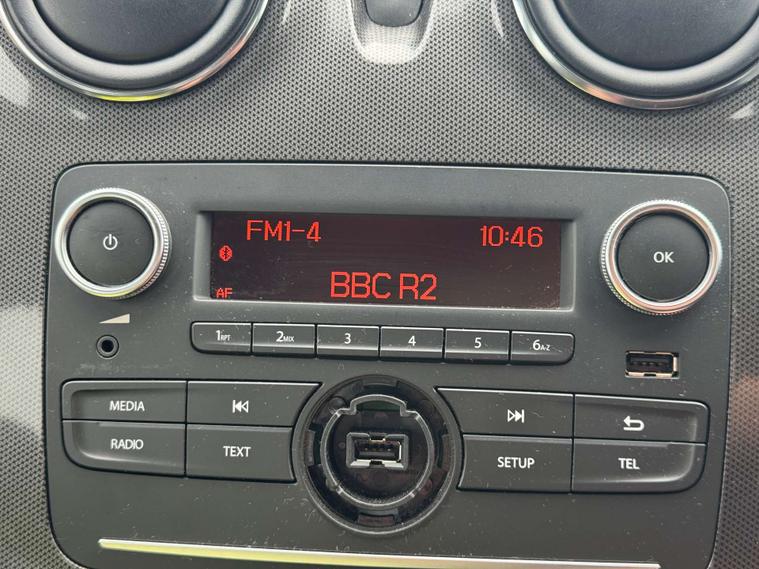 FM1-4 10:46
AF BBC R2
1RPT 2MIX 3 4 5 6A-Z
OK
MEDIA
RADIO TEXT
SETUP TEL